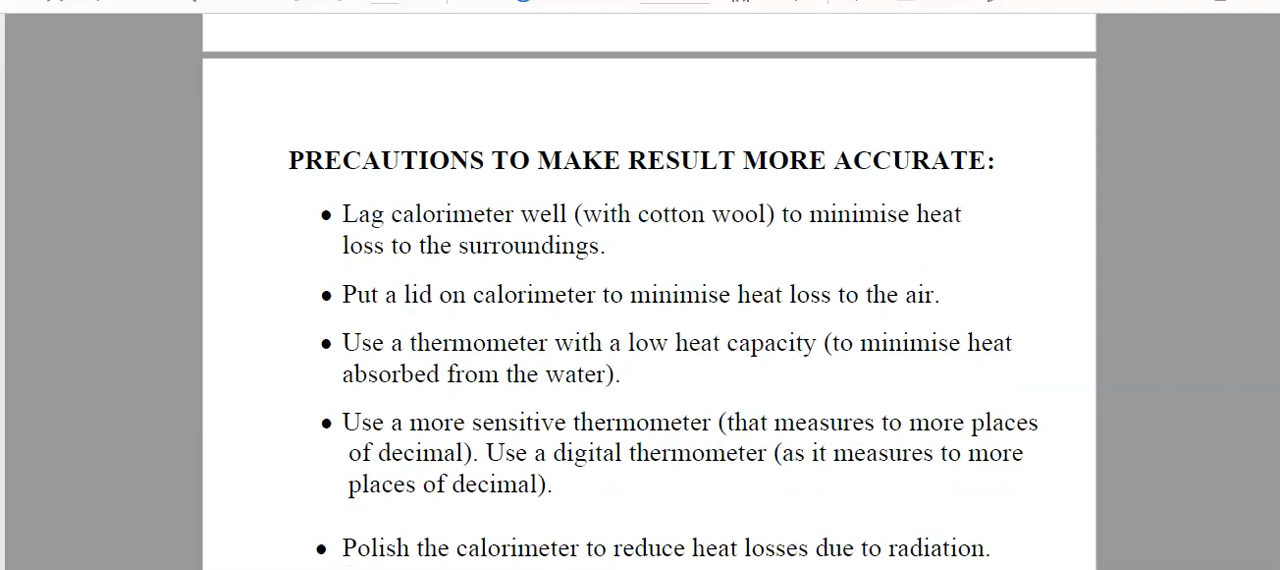 PRECAUTIONS TO MAKE RESULT MORE ACCURATE:
● Lag calorimeter well (with cotton wool) to minimise heat
loss to the surroundings.
● Put a lid on calorimeter to minimise heat loss to the air.
● Use a thermometer with a low heat capacity (to minimise heat
absorbed from the water).
● Use a more sensitive thermometer (that measures to more places
of decimal). Use a digital thermometer (as it measures to more
places of decimal).
● Polish the calorimeter to reduce heat losses due to radiation.